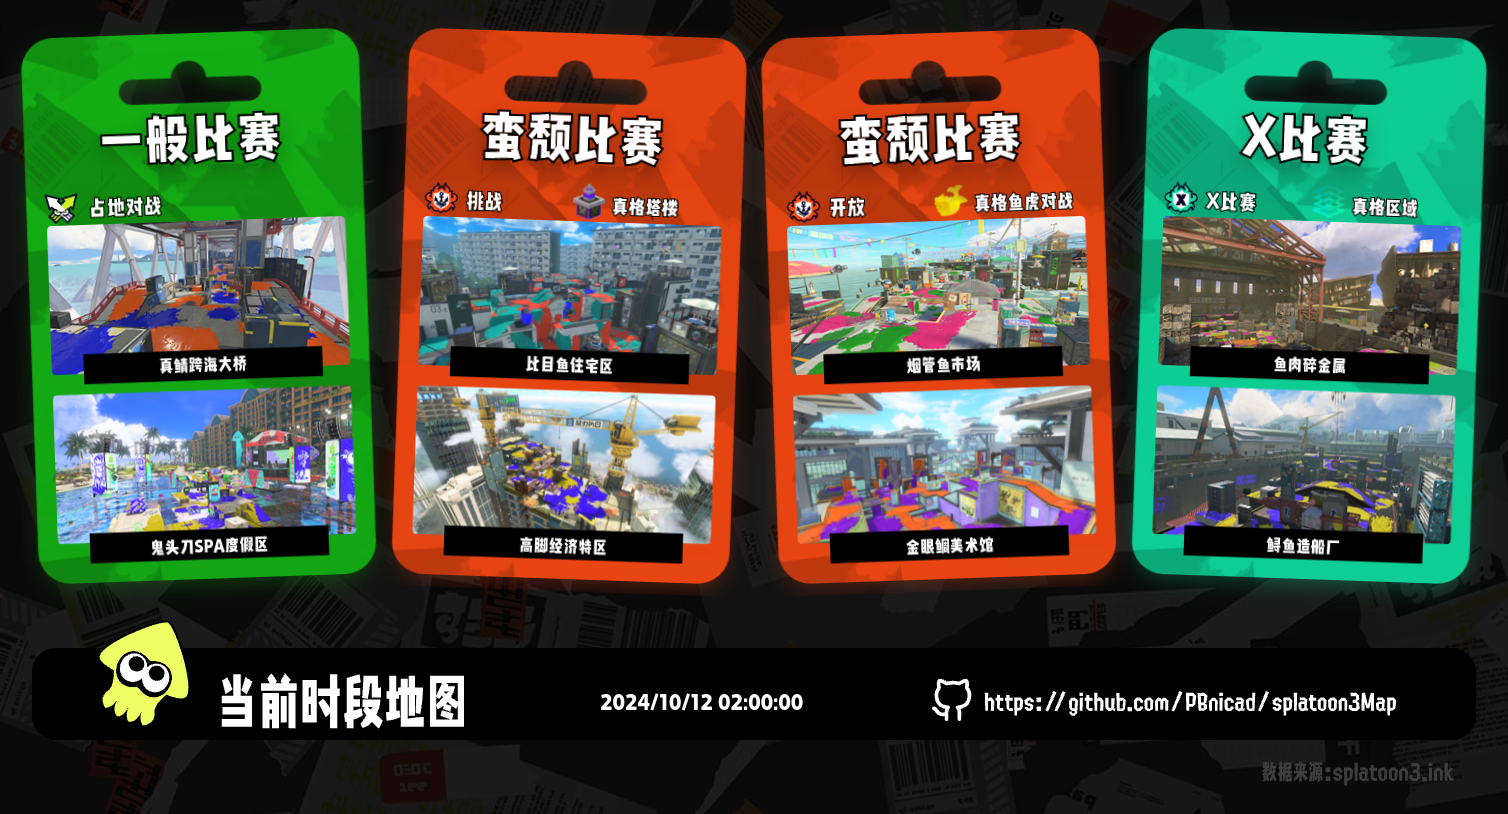 一般比赛
占地对战
真鲷跨海大桥
鬼头刀SPA度假区
蛮颓比赛
挑战
真格塔楼
比目鱼住宅区
高脚经济特区
蛮颓比赛
开放
真格鱼虎对战
烟管鱼市场
金眼鲷美术馆
X比赛
X比赛
真格区域
鱼肉碎金属
鲟鱼造船厂
当前时段地图
2024/10/12 02:00:00
https://github.com/PBnicad/splatoon3Map
数据来源:splatoon3.ink